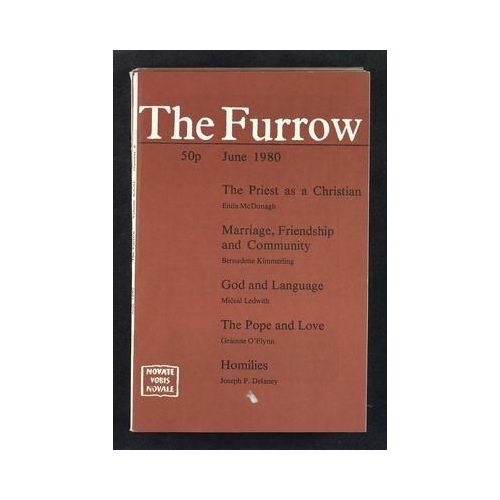 The Furrow
50p June 1980
The Priest as a Christian
Enda McDonagh
Marriage, Friendship
and Community
Bernadene Kimmerling
God and Language
Mícéal Ledwith
The Pope and Love
Gráinne O'Flynn
Homilies
Joseph P. Delaney
NOVATE
VOBIS
NOVALE